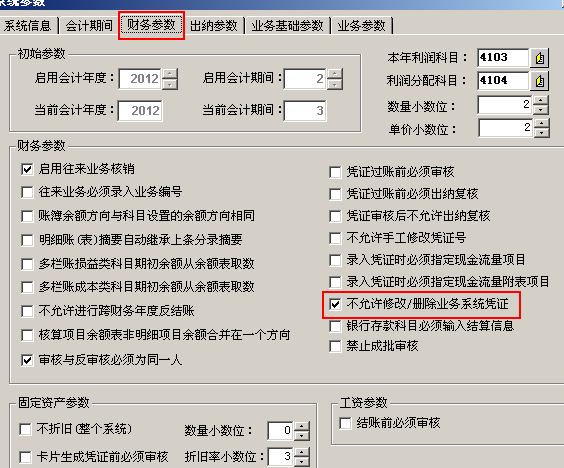 系统参数
系统信息 会计期间 财务参数 出纳参数 业务基础参数 业务参数
初始参数
启用会计年度： 2012 启用会计期间： 2
当前会计年度： 2012 当前会计期间： 3
本年利润科目： 4103
利润分配科目： 4104
数量小数位： 2
单价小数位： 2
财务参数
启用往来业务核销
往来业务必须录入业务编号
账簿余额方向与科目设置的余额方向相同
明细账(表)摘要自动继承上条分录摘要
多栏账损益类科目期初余额从余额表取数
多栏账成本类科目期初余额从余额表取数
不允许进行跨财务年度反结账
核算项目余额表非明细项目余额合并在一个方向
审核与反审核必须为同一人
凭证过账前必须审核
凭证过账前必须出纳复核
凭证审核后不允许出纳复核
不允许手工修改凭证号
录入凭证时必须指定现金流量项目
录入凭证时必须指定现金流量附表项目
不允许修改/删除业务系统凭证
银行存款科目必须输入结算信息
禁止成批审核
固定资产参数
不折旧(整个系统) 数量小数位： 0
卡片生成凭证前必须审核 折旧率小数位： 3
工资参数
结账前必须审核